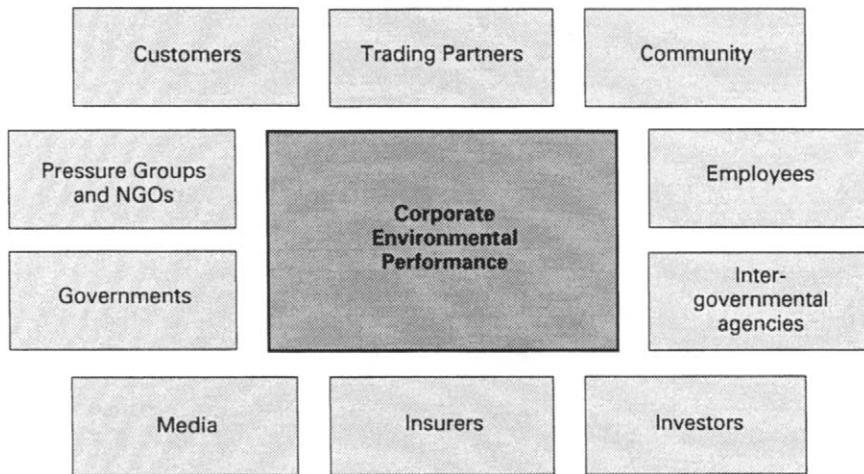 Customers
Trading Partners
Community
Pressure Groups
and NGOs
Corporate
Environmental
Performance
Employees
Governments
Inter-
governmental
agencies
Media
Insurers
Investors